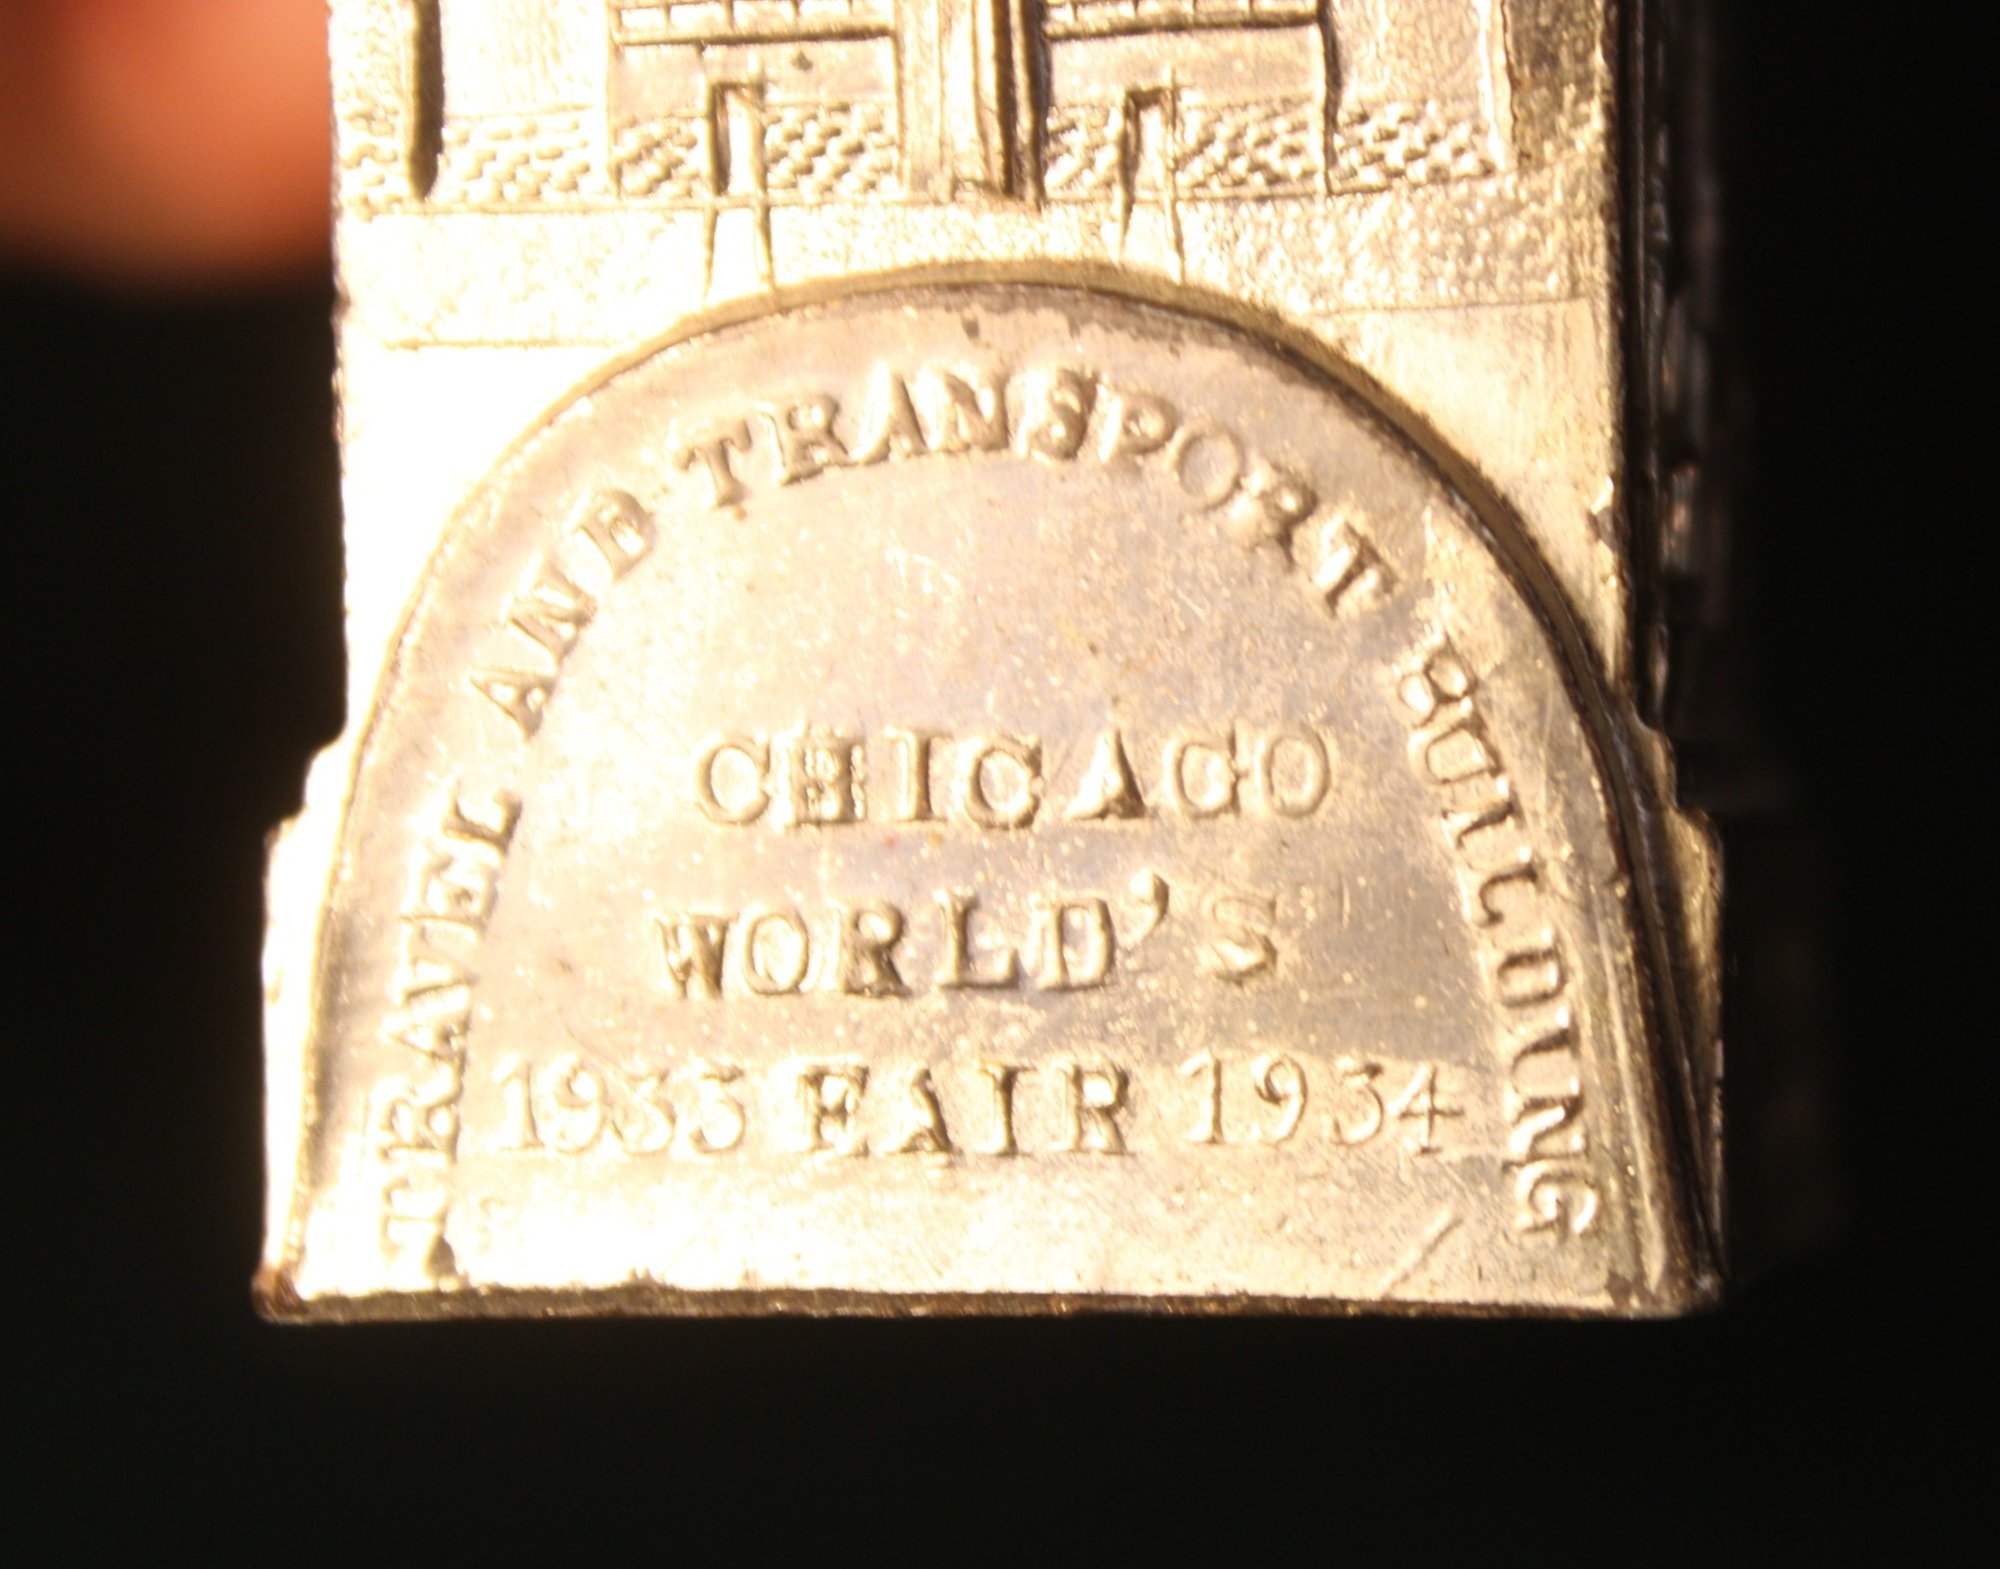 TRAVEL AND TRANSPORT BUILDING
CHICAGO
WORLD'S
1933 FAIR 1934